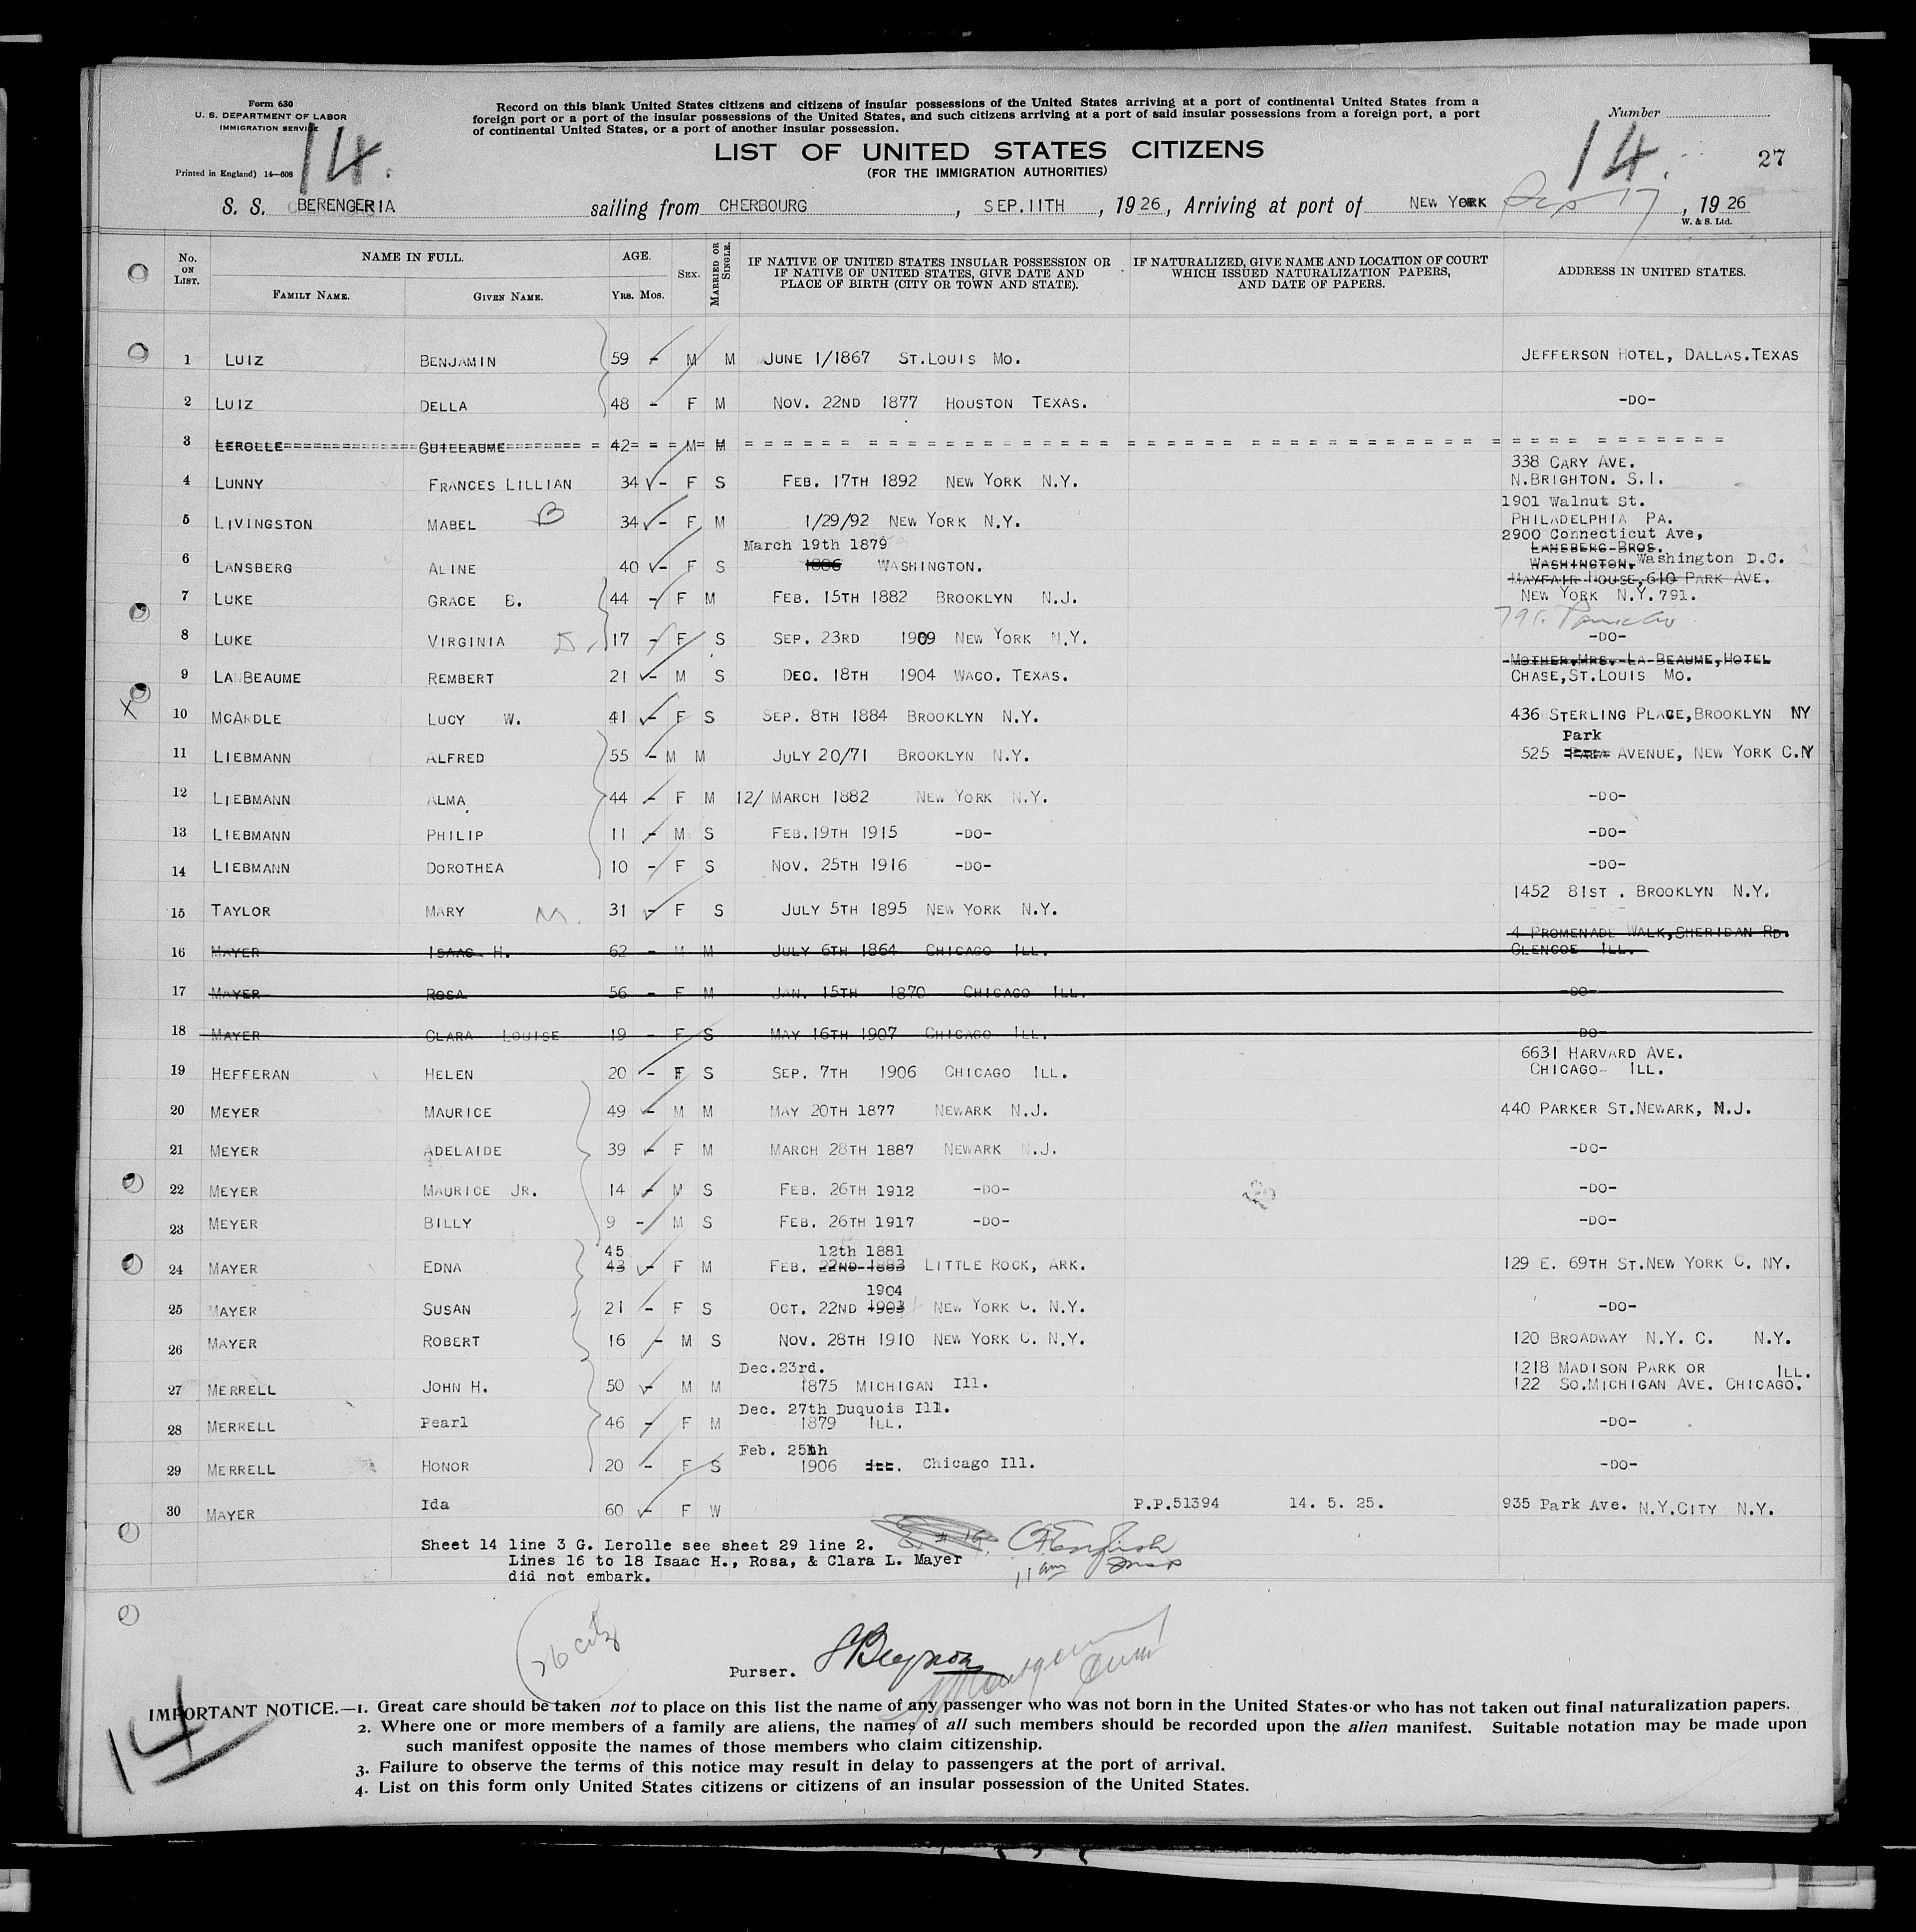 Form 630
U. S. DEPARTMENT OF LABOR
IMMIGRATION SERVICE
Printed in England) 14—608
14.
Record on this blank United States citizens and citizens of insular possessions of the United States arriving at a port of continental United States from a
foreign port or a port of the insular possessions of the United States, and such citizens arriving at a port of said insular possessions from a foreign port, a port
of continental United States, or a port of another insular possession.
Number
14.
27
LIST OF UNITED STATES CITIZENS
(FOR THE IMMIGRATION AUTHORITIES)
S. S. BERENGERIA sailing from CHERBOURG, SEP.11TH, 1926, Arriving at port of NEW YORK Sep 17, 1926
W. & S. Ltd.
No. ON LIST. NAME IN FULL. FAMILY NAME. GIVEN NAME. AGE. YRS. MOS. SEX. MARRIED OR SINGLE. IF NATIVE OF UNITED STATES INSULAR POSSESSION OR IF NATIVE OF UNITED STATES, GIVE DATE AND PLACE OF BIRTH (CITY OR TOWN AND STATE). IF NATURALIZED, GIVE NAME AND LOCATION OF COURT WHICH ISSUED NATURALIZATION PAPERS, AND DATE OF PAPERS. ADDRESS IN UNITED STATES.
1 LUIZ BENJAMIN 59 - M M JUNE 1/1867 ST.LOUIS MO. JEFFERSON HOTEL, DALLAS.TEXAS
2 LUIZ DELLA 48 - F M NOV. 22ND 1877 HOUSTON TEXAS. -DO-
3 LEROLLE GUILLAUME 42 M M
4 LUNNY FRANCES LILLIAN 34 - F S FEB. 17TH 1892 NEW YORK N.Y. 338 CARY AVE. N.BRIGHTON. S.I.
5 LIVINGSTON MABEL B 34 - F M 1/29/92 NEW YORK N.Y. 1901 Walnut St. PHILADELPHIA PA.
6 LANSBERG ALINE 40 - F S March 19th 1879 1886 WASHINGTON. 2900 Connecticut Ave, LANSBERG BROS. WASHINGTON. Washington D.C.
7 LUKE GRACE B. 44 - F M FEB. 15TH 1882 BROOKLYN N.J. MAYFAIR HOUSE,610 PARK AVE. NEW YORK N.Y.791.
791.
8 LUKE VIRGINIA 17 - F S SEP. 23RD 1909 NEW YORK N.Y. -DO-
9 LANBEAUME REMBERT 21 - M S DEC. 18TH 1904 WACO. TEXAS. MOTHER.MRS. LA BEAUME,HOTEL CHASE,ST.LOUIS MO.
X 10 MCARDLE LUCY W. 41 - F S SEP. 8TH 1884 BROOKLYN N.Y. 436 STERLING PLACE,BROOKLYN NY
11 LIEBMANN ALFRED 55 - M M JULY 20/71 BROOKLYN N.Y. 525 Park AVENUE, NEW YORK C.NY
12 LIEBMANN ALMA 44 - F M 12/ MARCH 1882 NEW YORK N.Y. -DO-
13 LIEBMANN PHILIP 11 - M S FEB.19TH 1915 -DO- -DO-
14 LIEBMANN DOROTHEA 10 - F S NOV. 25TH 1916 -DO- -DO-
15 TAYLOR MARY M. 31 - F S JULY 5TH 1895 NEW YORK N.Y. 1452 81ST . BROOKLYN N.Y.
16 MAYER ISAAC H. 62 - M M JULY 6TH 1864 CHICAGO ILL. 4 PROMENADE WALK,SHERIDAN RD. GLENCOE ILL.
17 MAYER ROSA 56 - F M JAN. 15TH 1870 CHICAGO ILL. -DO-
18 MAYER CLARA LOUISE 19 - F S MAY 16TH 1907 CHICAGO ILL. -DO-
19 HEFFERAN HELEN 20 - F S SEP. 7TH 1906 CHICAGO ILL. 6631 HARVARD AVE. CHICAGO- ILL.
20 MEYER MAURICE 49 - M M MAY 20TH 1877 NEWARK N.J. 440 PARKER ST.NEWARK, N.J.
21 MEYER ADELAIDE 39 - F M MARCH 28TH 1887 NEWARK N.J. -DO-
22 MEYER MAURICE JR. 14 - M S FEB. 26TH 1912 -DO- -DO-
23 MEYER BILLY 9 - M S FEB. 26TH 1917 -DO- -DO-
24 MAYER EDNA 45 43 - F M FEB. 12th 1881 22ND 1883 LITTLE ROCK, ARK. 129 E. 69TH ST.NEW YORK C. NY.
25 MAYER SUSAN 21 - F S OCT. 22ND 1904 1903 NEW YORK C. N.Y. -DO-
26 MAYER ROBERT 16 - M S NOV. 28TH 1910 NEW YORK C. N.Y. 120 BROADWAY N.Y. C. N.Y.
27 MERRELL JOHN H. 50 - M M Dec.23rd. 1875 MICHIGAN Ill. 1218 MADISON PARK OR ILL. 122 SO.MICHIGAN AVE. CHICAGO.
28 MERRELL Pearl 46 - F M Dec. 27th Duquois Ill. 1879 ILL. -DO-
29 MERRELL HONOR 20 - F S Feb. 25th 1906 Chicago Ill. -DO-
30 MAYER Ida 60 - F W P.P.51394 14. 5. 25. 935 Park Ave. N.Y.CITY N.Y.
Sheet 14 line 3 G. Lerolle see sheet 29 line 2.
Lines 16 to 18 Isaac H., Rosa, & Clara L. Mayer
did not embark.
11 am
26 citz
Purser.
14
IMPORTANT NOTICE.—1. Great care should be taken not to place on this list the name of any passenger who was not born in the United States or who has not taken out final naturalization papers.
2. Where one or more members of a family are aliens, the names of all such members should be recorded upon the alien manifest. Suitable notation may be made upon
such manifest opposite the names of those members who claim citizenship.
3. Failure to observe the terms of this notice may result in delay to passengers at the port of arrival.
4. List on this form only United States citizens or citizens of an insular possession of the United States.